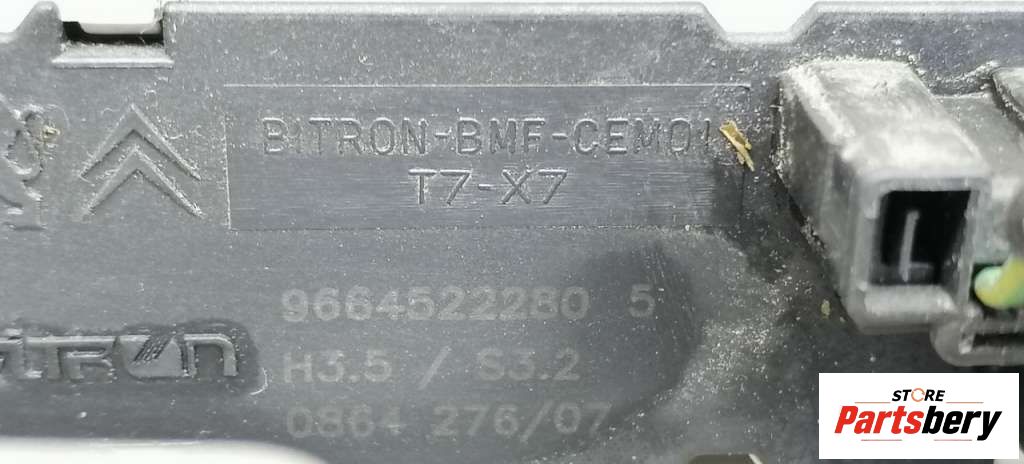 BITRON-BMF-CEM01
T7-X7
9664522280 5
H3.5 / S3.2
0864 276/07
STORE
Partsbery